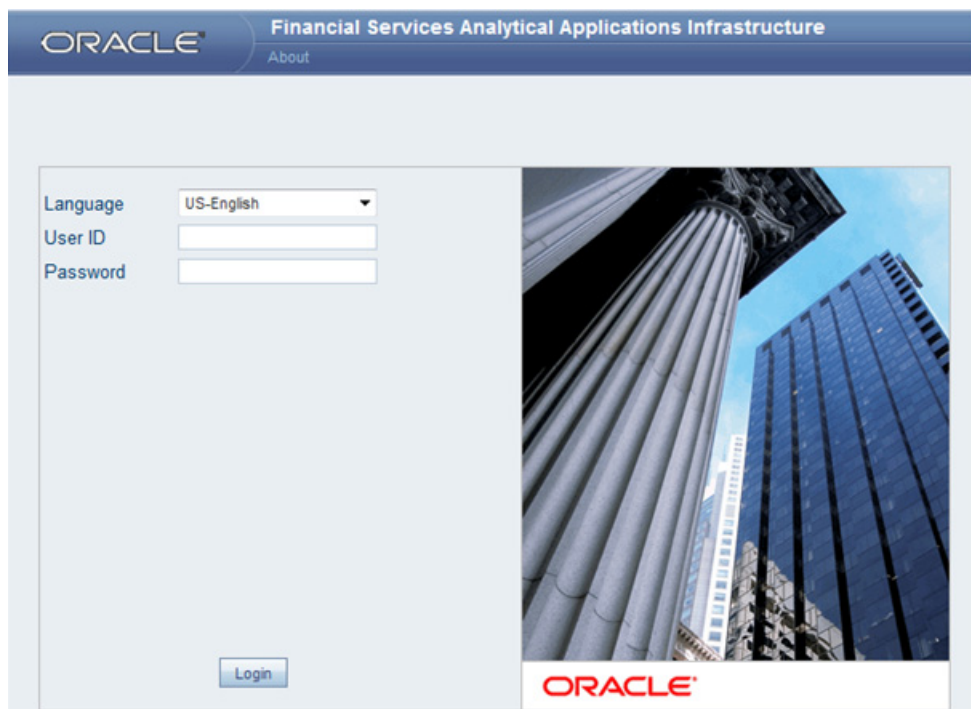 ORACLE
Financial Services Analytical Applications Infrastructure
About
Language
US-English
User ID
Password
Login
ORACLE